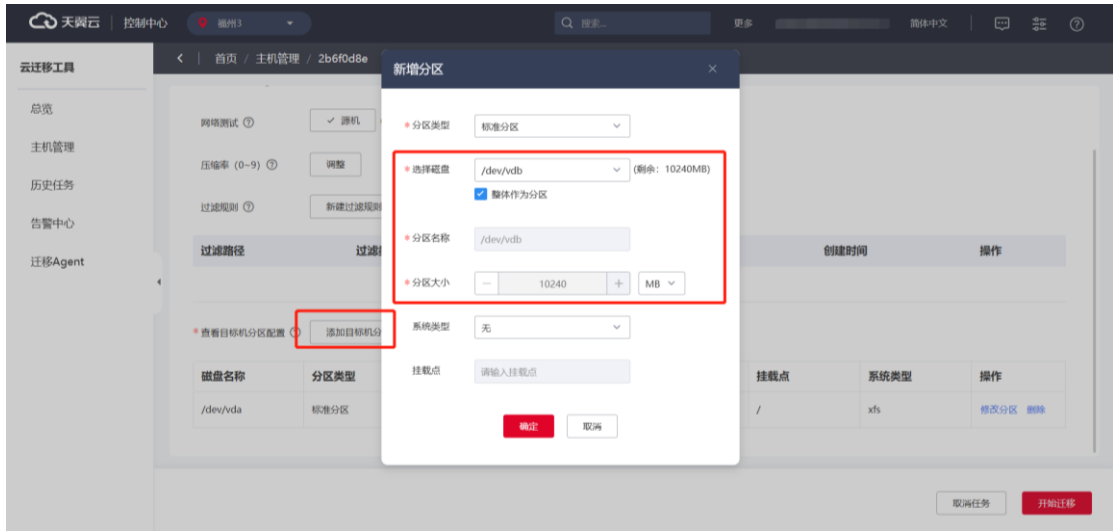 天翼云 控制中心 福州3 搜索... 更多 简体中文
云迁移工具
首页 / 主机管理 / 2b6f0d8e
总览
主机管理
历史任务
告警中心
迁移Agent
网络测试 源机
压缩率 (0~9) 调整
过滤规则 新建过滤规则
过滤路径 创建时间 操作
* 查看目标机分区配置 添加目标机分
磁盘名称 分区类型 挂载点 系统类型 操作
/dev/vda 标准分区 / xfs 修改分区 删除
新增分区
* 分区类型 标准分区
* 选择磁盘 /dev/vdb (剩余：10240MB)
整体作为分区
* 分区名称 /dev/vdb
* 分区大小 － 10240 + MB
系统类型 无
挂载点 请输入挂载点
确定 取消
取消任务 开始迁移